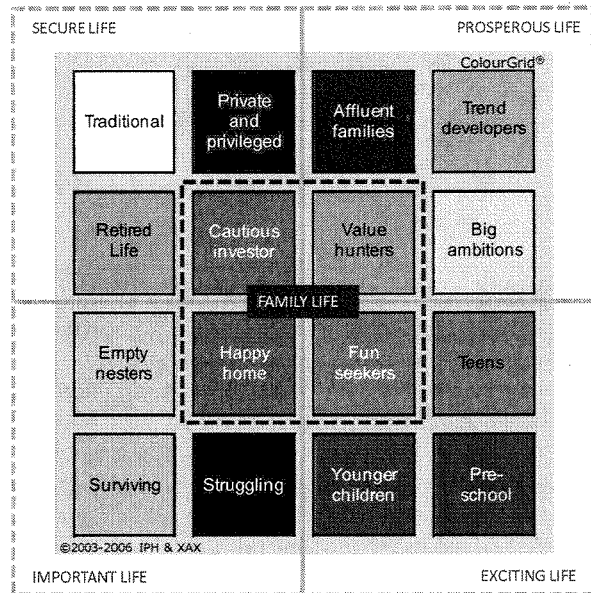 SECURE LIFE
PROSPEROUS LIFE
ColourGrid®
Traditional
Private
and
privileged
Affluent
families
Trend
developers
Retired
Life
Cautious
investor
Value
hunters
Big
ambitions
FAMILY LIFE
Empty
nesters
Happy
home
Fun
seekers
Teens
Surviving
Struggling
Younger
children
Pre-
school
©2003-2006 IPH & XAX
IMPORTANT LIFE
EXCITING LIFE